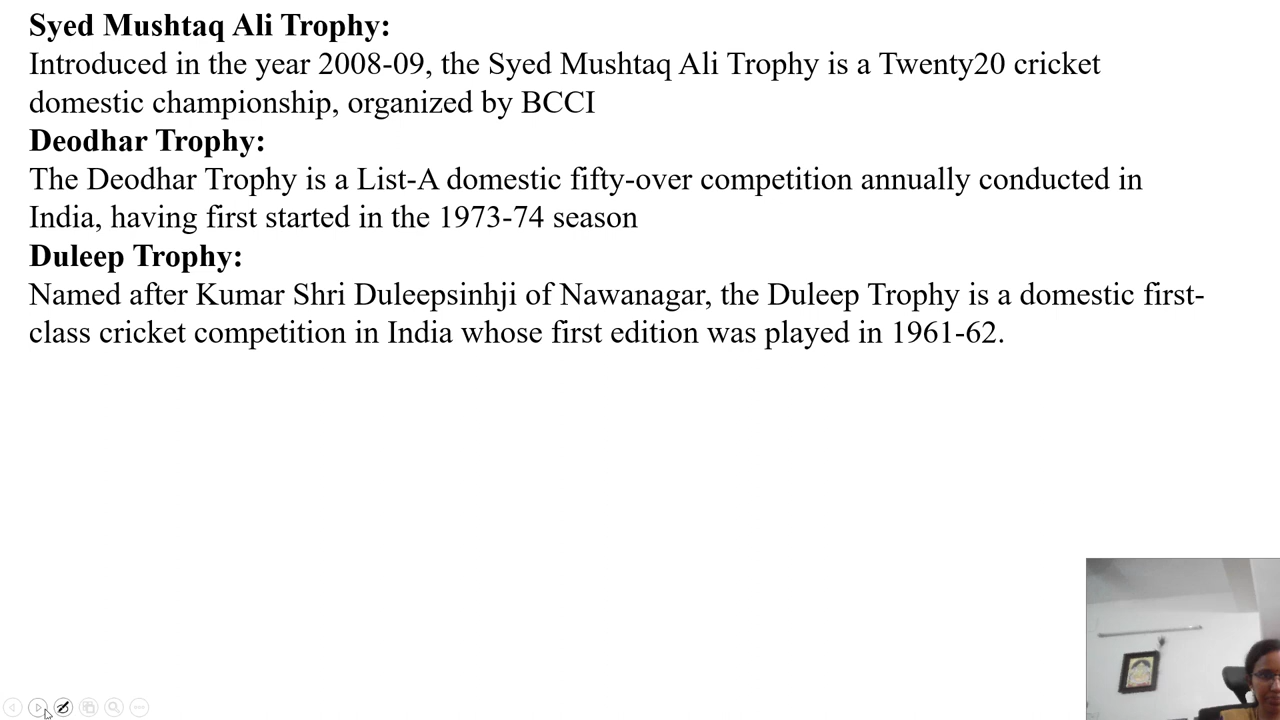 Syed Mushtaq Ali Trophy:
Introduced in the year 2008-09, the Syed Mushtaq Ali Trophy is a Twenty20 cricket
domestic championship, organized by BCCI
Deodhar Trophy:
The Deodhar Trophy is a List-A domestic fifty-over competition annually conducted in
India, having first started in the 1973-74 season
Duleep Trophy:
Named after Kumar Shri Duleepsinhji of Nawanagar, the Duleep Trophy is a domestic first-
class cricket competition in India whose first edition was played in 1961-62.